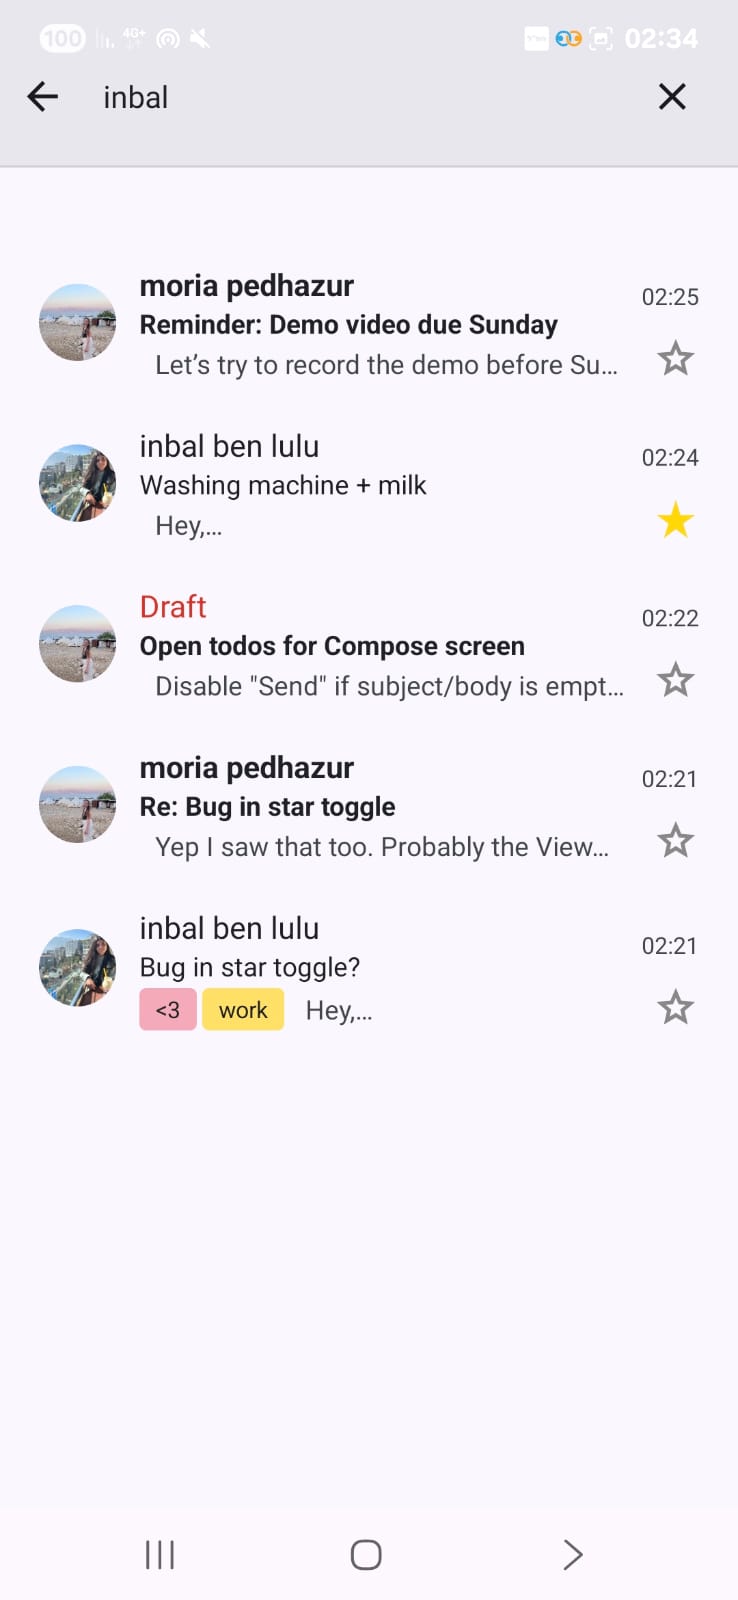 100 4G+ 02:34
inbal
moria pedhazur
02:25
Reminder: Demo video due Sunday
Let’s try to record the demo before Su...
inbal ben lulu
02:24
Washing machine + milk
Hey,...
Draft
02:22
Open todos for Compose screen
Disable "Send" if subject/body is empt...
moria pedhazur
02:21
Re: Bug in star toggle
Yep I saw that too. Probably the View...
inbal ben lulu
02:21
Bug in star toggle?
<3 work Hey,...